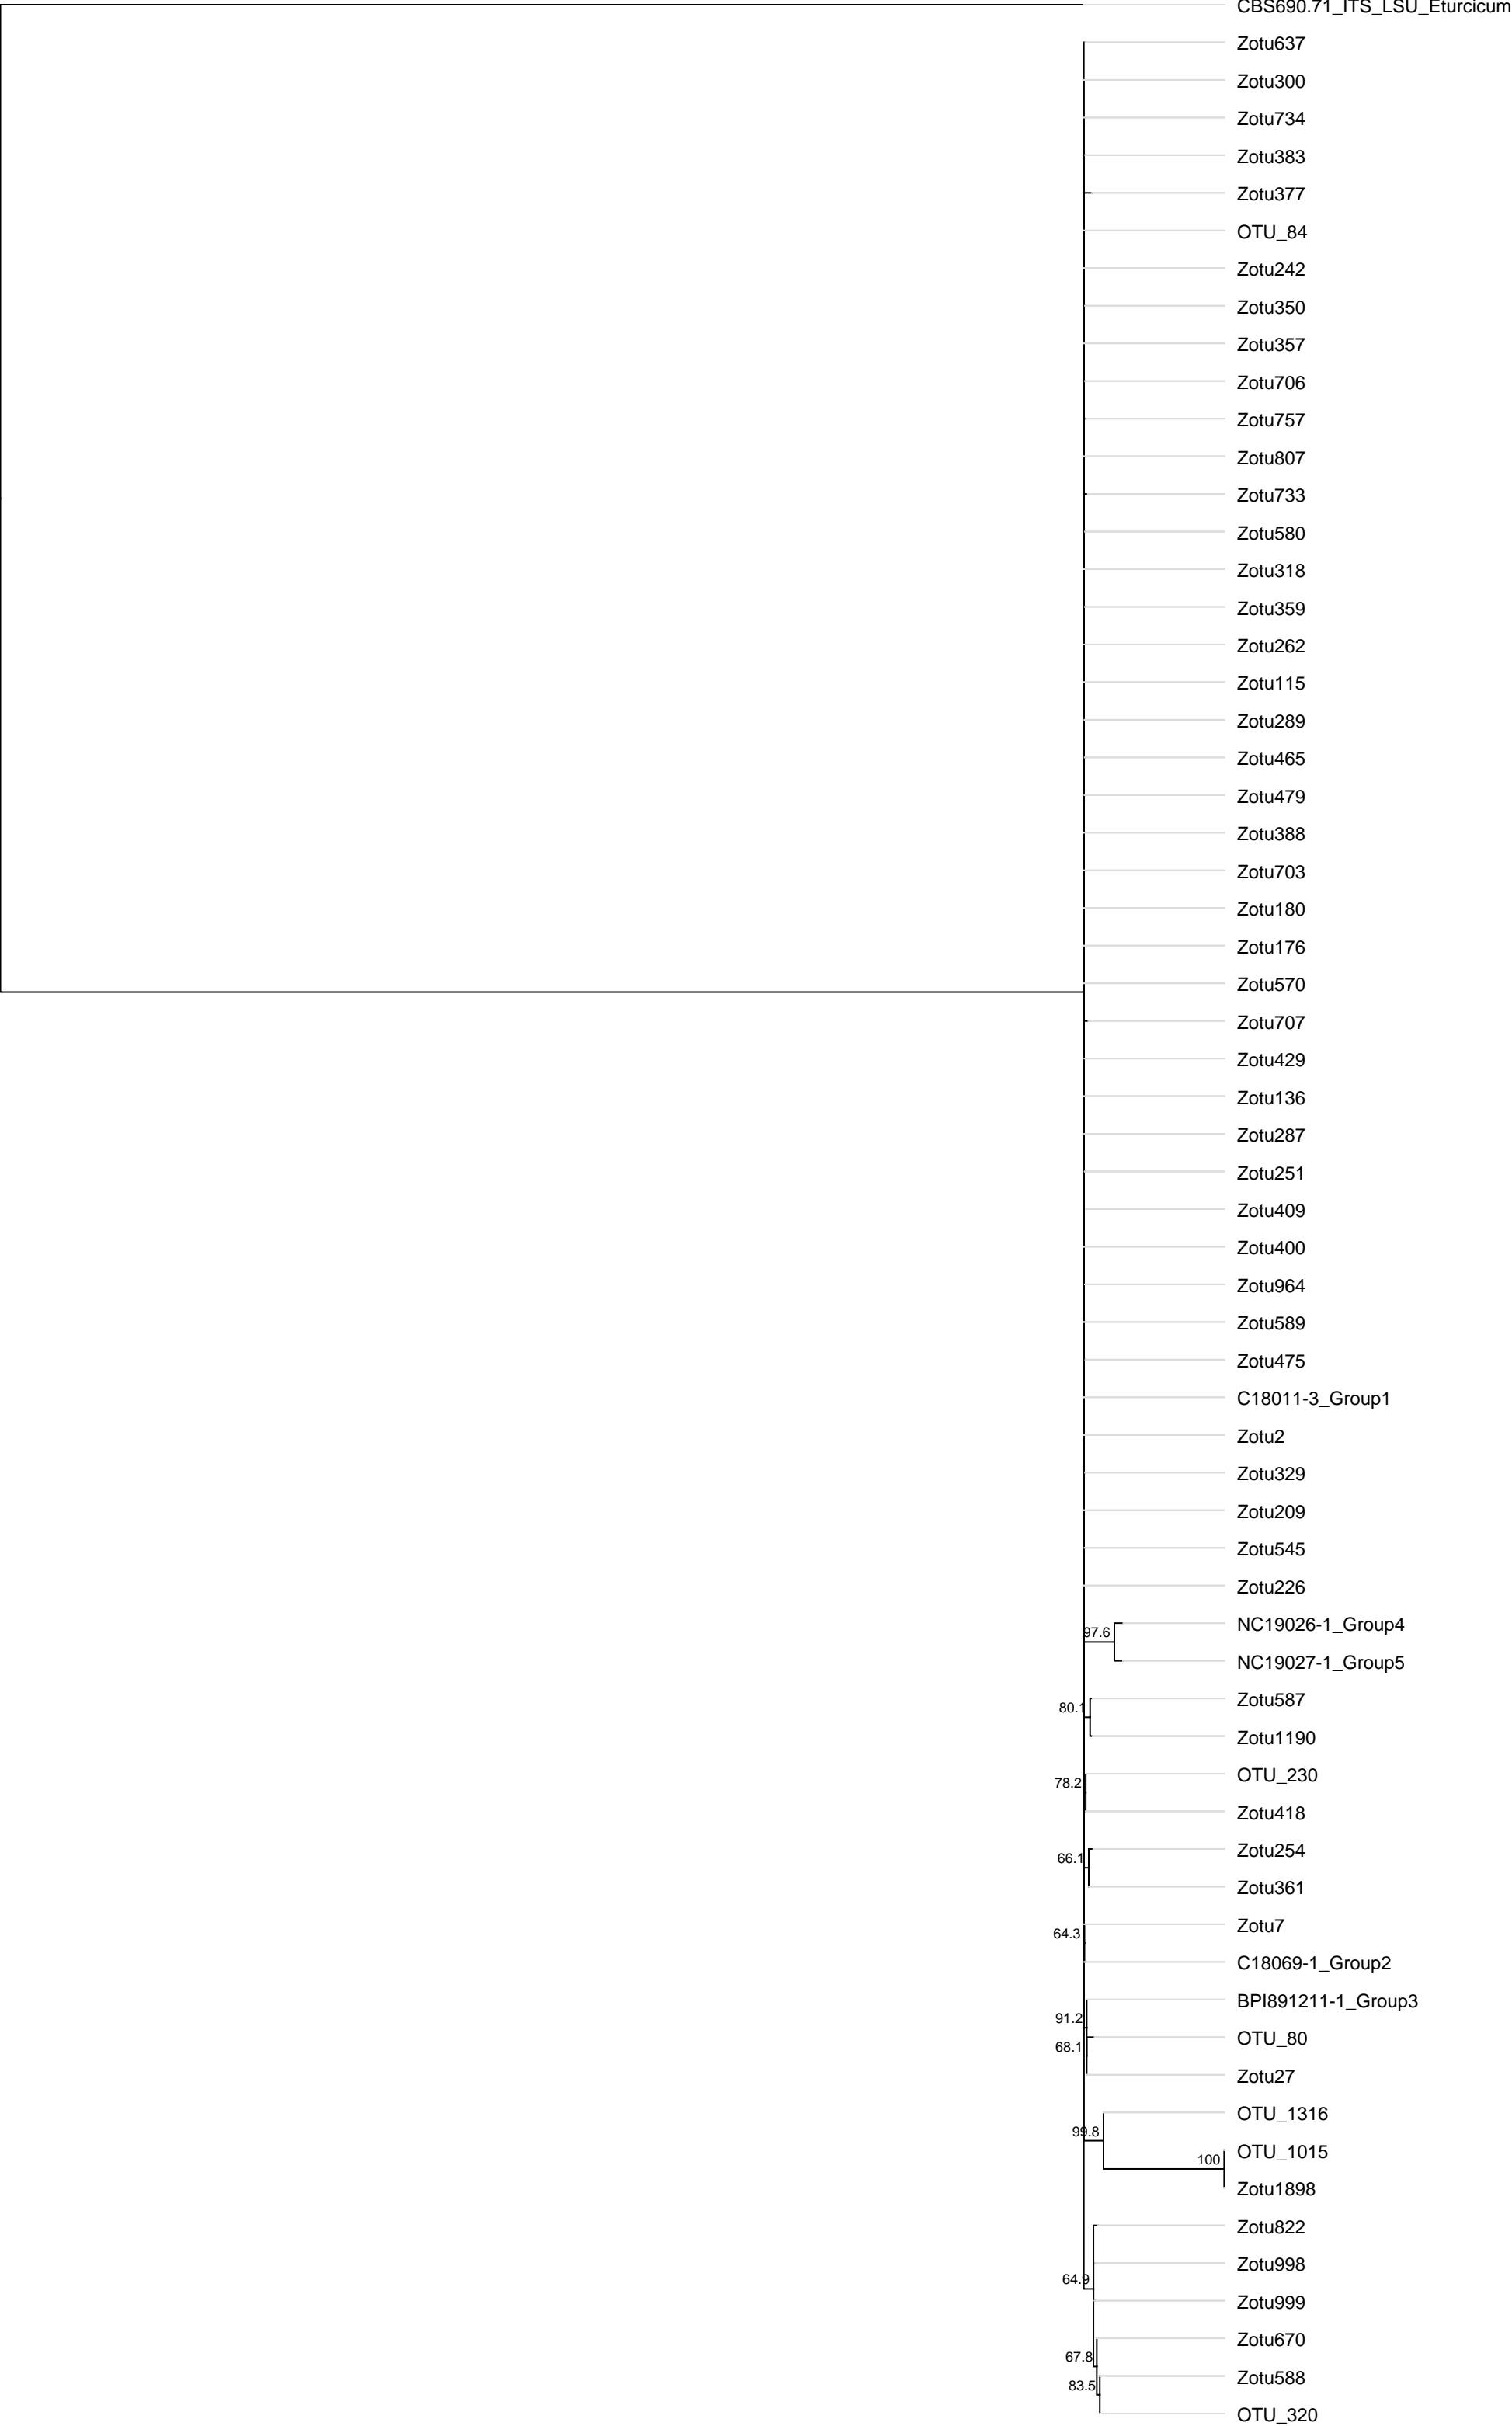 CBS690.71_ITS_LSU_Eturcicum
Zotu637
Zotu300
Zotu734
Zotu383
Zotu377
OTU_84
Zotu242
Zotu350
Zotu357
Zotu706
Zotu757
Zotu807
Zotu733
Zotu580
Zotu318
Zotu359
Zotu262
Zotu115
Zotu289
Zotu465
Zotu479
Zotu388
Zotu703
Zotu180
Zotu176
Zotu570
Zotu707
Zotu429
Zotu136
Zotu287
Zotu251
Zotu409
Zotu400
Zotu964
Zotu589
Zotu475
C18011-3_Group1
Zotu2
Zotu329
Zotu209
Zotu545
Zotu226
NC19026-1_Group4
97.6
NC19027-1_Group5
Zotu587
80.1
Zotu1190
OTU_230
78.2
Zotu418
Zotu254
66.1
Zotu361
Zotu7
64.3
C18069-1_Group2
BPI891211-1_Group3
91.2
OTU_80
68.1
Zotu27
OTU_1316
99.8
OTU_1015
100
Zotu1898
Zotu822
Zotu998
64.9
Zotu999
Zotu670
67.8
Zotu588
83.5
OTU_320